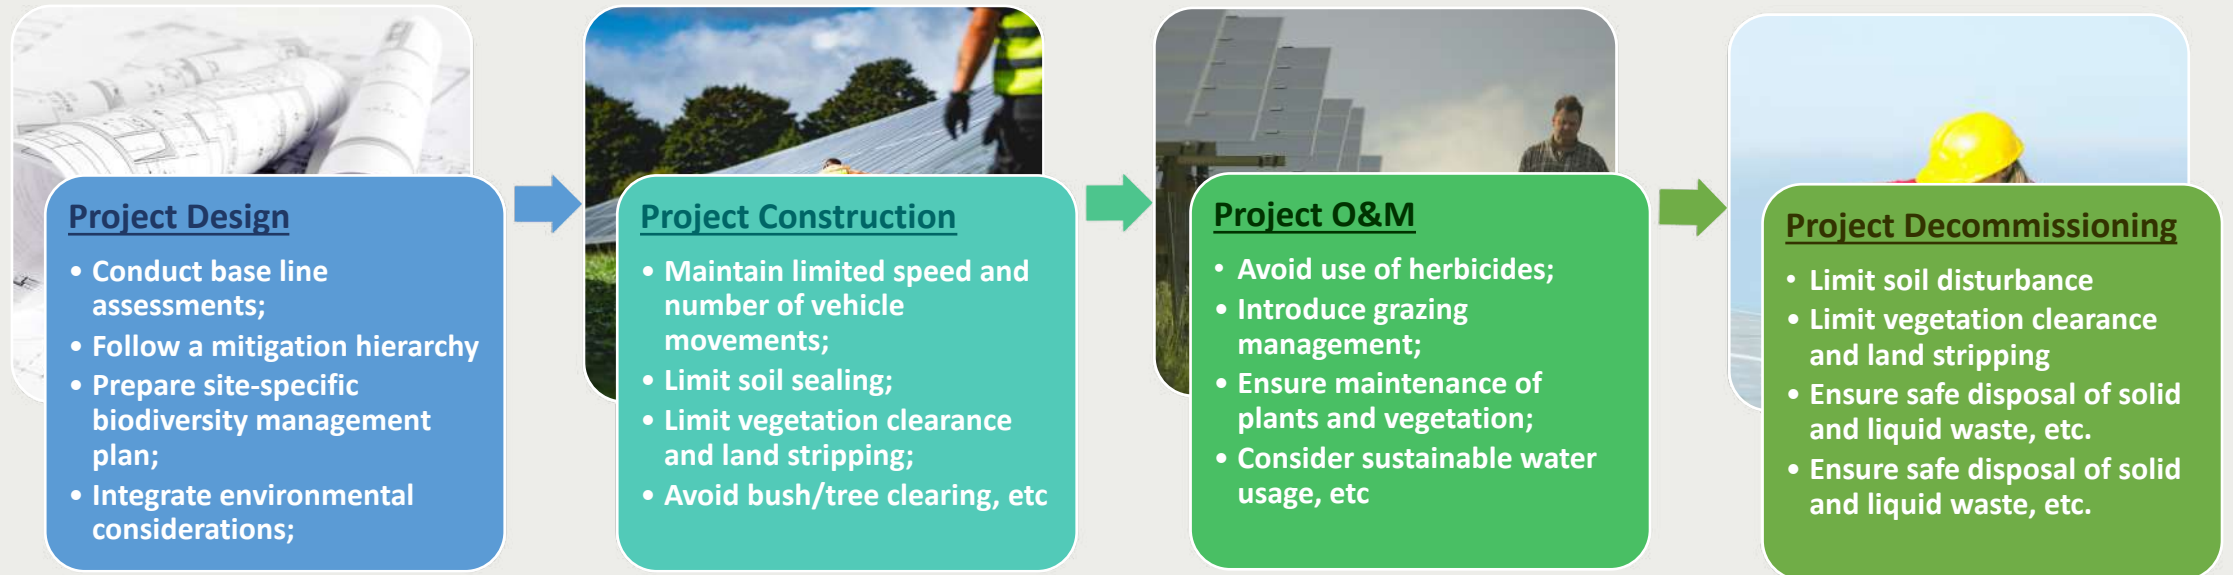 Project Design
• Conduct base line
assessments;
• Follow a mitigation hierarchy
• Prepare site-specific
biodiversity management
plan;
• Integrate environmental
considerations;
Project Construction
• Maintain limited speed and
number of vehicle
movements;
• Limit soil sealing;
• Limit vegetation clearance
and land stripping;
• Avoid bush/tree clearing, etc
Project O&M
• Avoid use of herbicides;
• Introduce grazing
management;
• Ensure maintenance of
plants and vegetation;
• Consider sustainable water
usage, etc
Project Decommissioning
• Limit soil disturbance
• Limit vegetation clearance
and land stripping
• Ensure safe disposal of solid
and liquid waste, etc.
• Ensure safe disposal of solid
and liquid waste, etc.